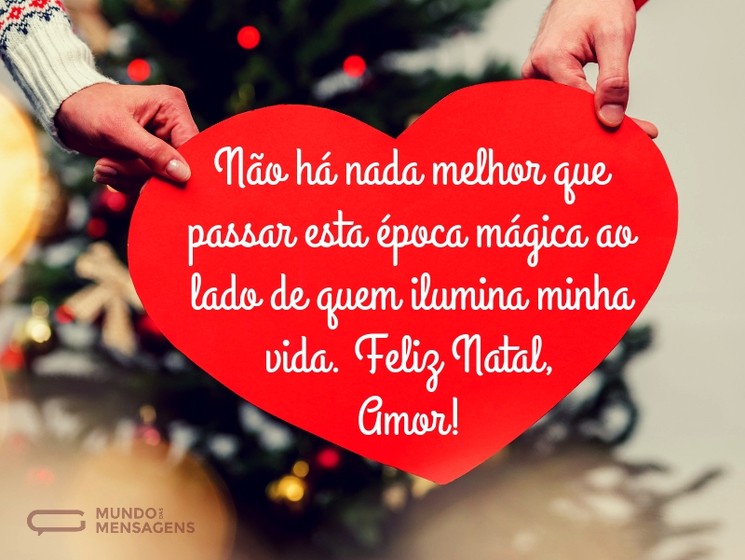 Não há nada melhor que
passar esta época mágica ao
lado de quem ilumina minha
vida. Feliz Natal,
Amor!
MUNDO DAS
MENSAGENS